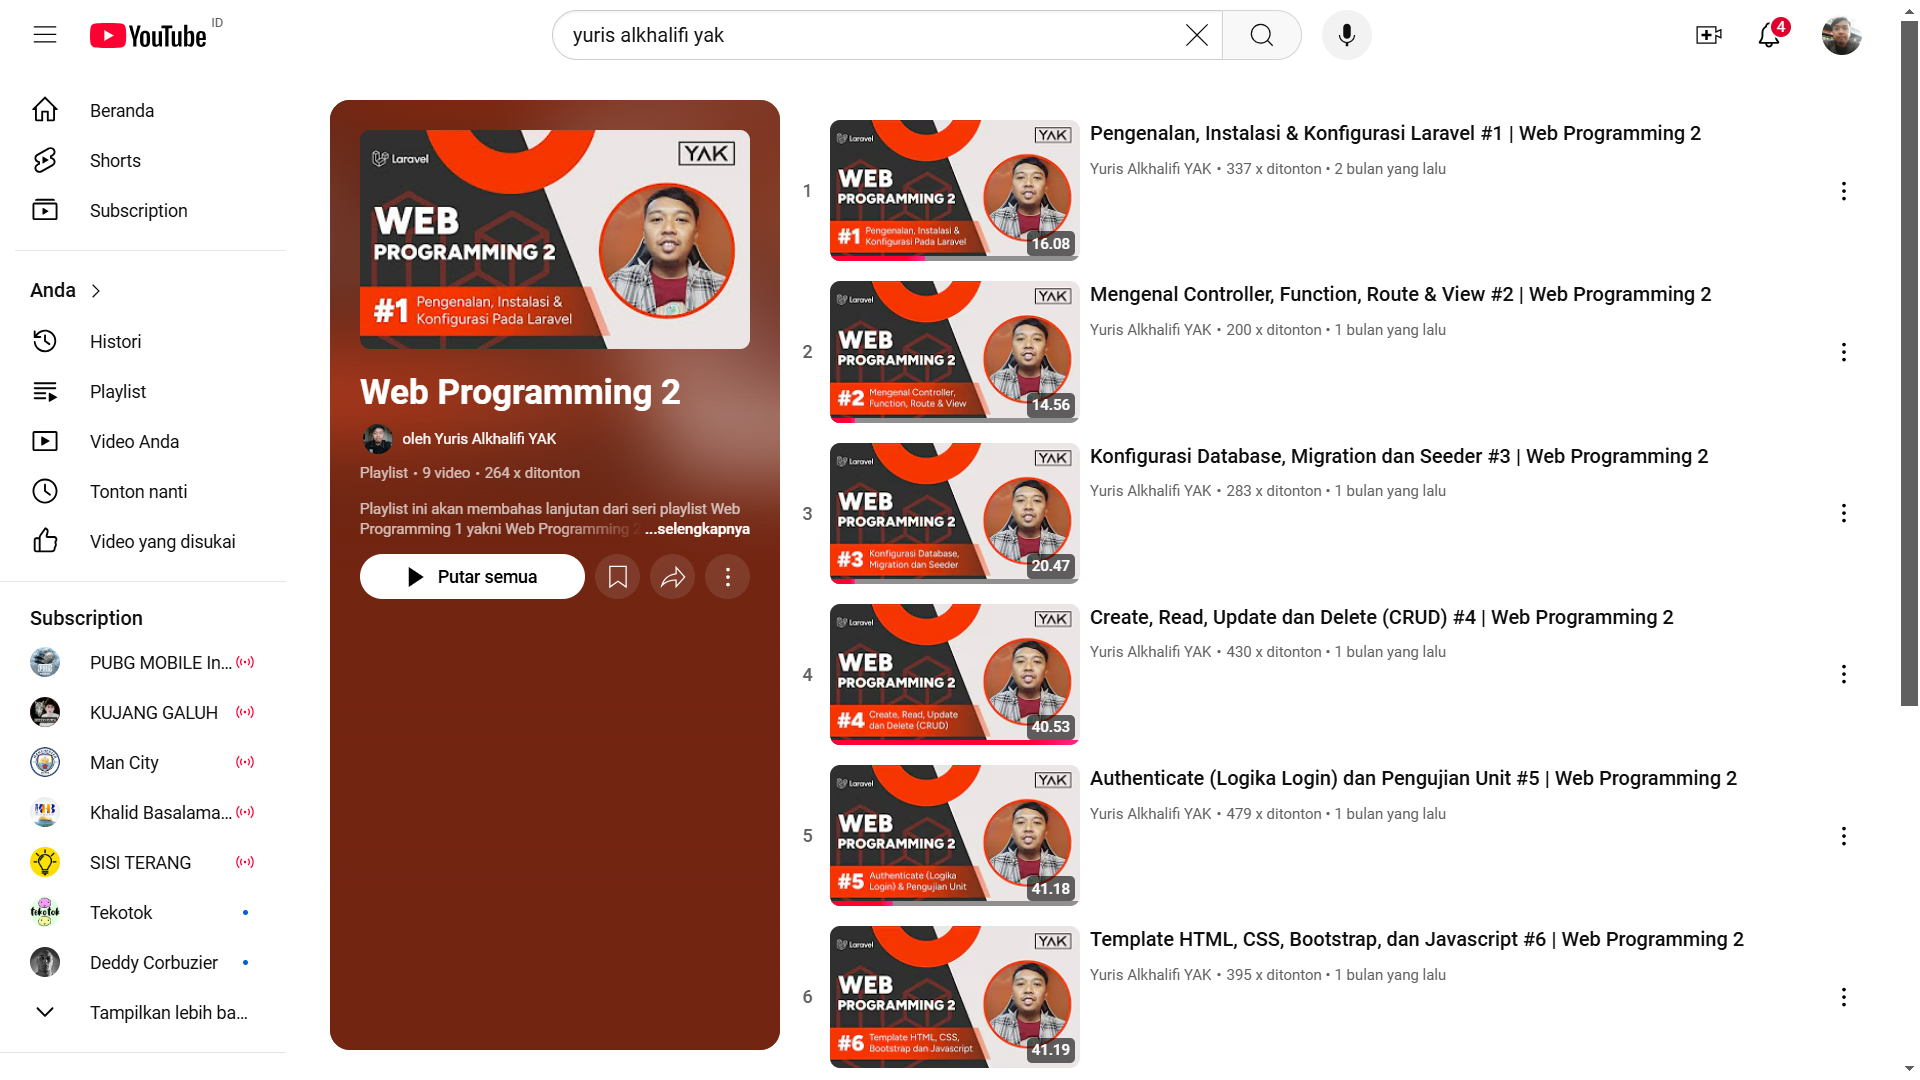 YouTube
ID
yuris alkhalifi yak
4
Beranda
Shorts
Subscription
Anda
Histori
Playlist
Video Anda
Tonton nanti
Video yang disukai
Subscription
PUBG MOBILE In...
KUJANG GALUH
Man City
Khalid Basalama...
SISI TERANG
Tekotok
Deddy Corbuzier
Tampilkan lebih ba...
Laravel
YAK
WEB
PROGRAMMING 2
#1 Pengenalan, Instalasi &
Konfigurasi Pada Laravel
Web Programming 2
oleh Yuris Alkhalifi YAK
Playlist • 9 video • 264 x ditonton
Playlist ini akan membahas lanjutan dari seri playlist Web
Programming 1 yakni Web Programming 2 ...selengkapnya
Putar semua
1
Laravel
YAK
WEB
PROGRAMMING 2
#1 Pengenalan, Instalasi &
Konfigurasi Pada Laravel
16.08
Pengenalan, Instalasi & Konfigurasi Laravel #1 | Web Programming 2
Yuris Alkhalifi YAK • 337 x ditonton • 2 bulan yang lalu
2
Laravel
YAK
WEB
PROGRAMMING 2
#2 Mengenal Controller,
Function, Route & View
14.56
Mengenal Controller, Function, Route & View #2 | Web Programming 2
Yuris Alkhalifi YAK • 200 x ditonton • 1 bulan yang lalu
3
Laravel
YAK
WEB
PROGRAMMING 2
#3 Konfigurasi Database,
Migration dan Seeder
20.47
Konfigurasi Database, Migration dan Seeder #3 | Web Programming 2
Yuris Alkhalifi YAK • 283 x ditonton • 1 bulan yang lalu
4
Laravel
YAK
WEB
PROGRAMMING 2
#4 Create, Read, Update
dan Delete (CRUD)
40.53
Create, Read, Update dan Delete (CRUD) #4 | Web Programming 2
Yuris Alkhalifi YAK • 430 x ditonton • 1 bulan yang lalu
5
Laravel
YAK
WEB
PROGRAMMING 2
#5 Authenticate (Logika
Login) & Pengujian Unit
41.18
Authenticate (Logika Login) dan Pengujian Unit #5 | Web Programming 2
Yuris Alkhalifi YAK • 479 x ditonton • 1 bulan yang lalu
6
Laravel
YAK
WEB
PROGRAMMING 2
#6 Template HTML, CSS,
Bootstrap dan Javascript
41.19
Template HTML, CSS, Bootstrap, dan Javascript #6 | Web Programming 2
Yuris Alkhalifi YAK • 395 x ditonton • 1 bulan yang lalu